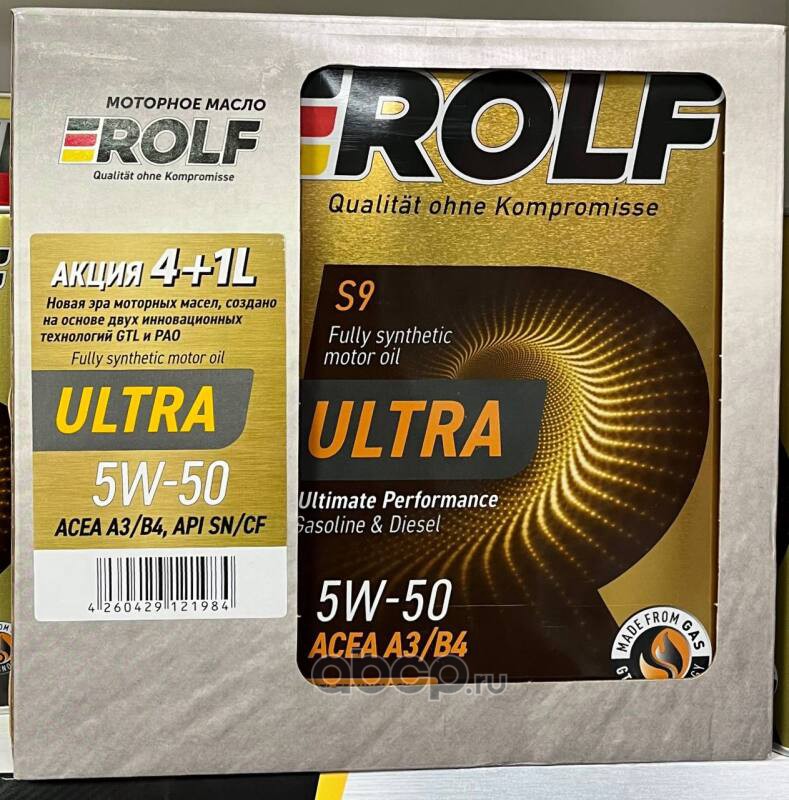 МОТОРНОЕ МАСЛО
ROLF
Qualität ohne Kompromisse
АКЦИЯ 4+1L
Новая эра моторных масел, создано
на основе двух инновационных
технологий GTL и PAO
Fully synthetic motor oil
ULTRA
5W-50
ACEA A3/B4, API SN/CF
4 260429 121984
ROLF
Qualität ohne Kompromisse
S9
Fully synthetic
motor oil
ULTRA
Ultimate Performance
Gasoline & Diesel
5W-50
ACEA A3/B4
MADE FROM GAS
abcp.ru